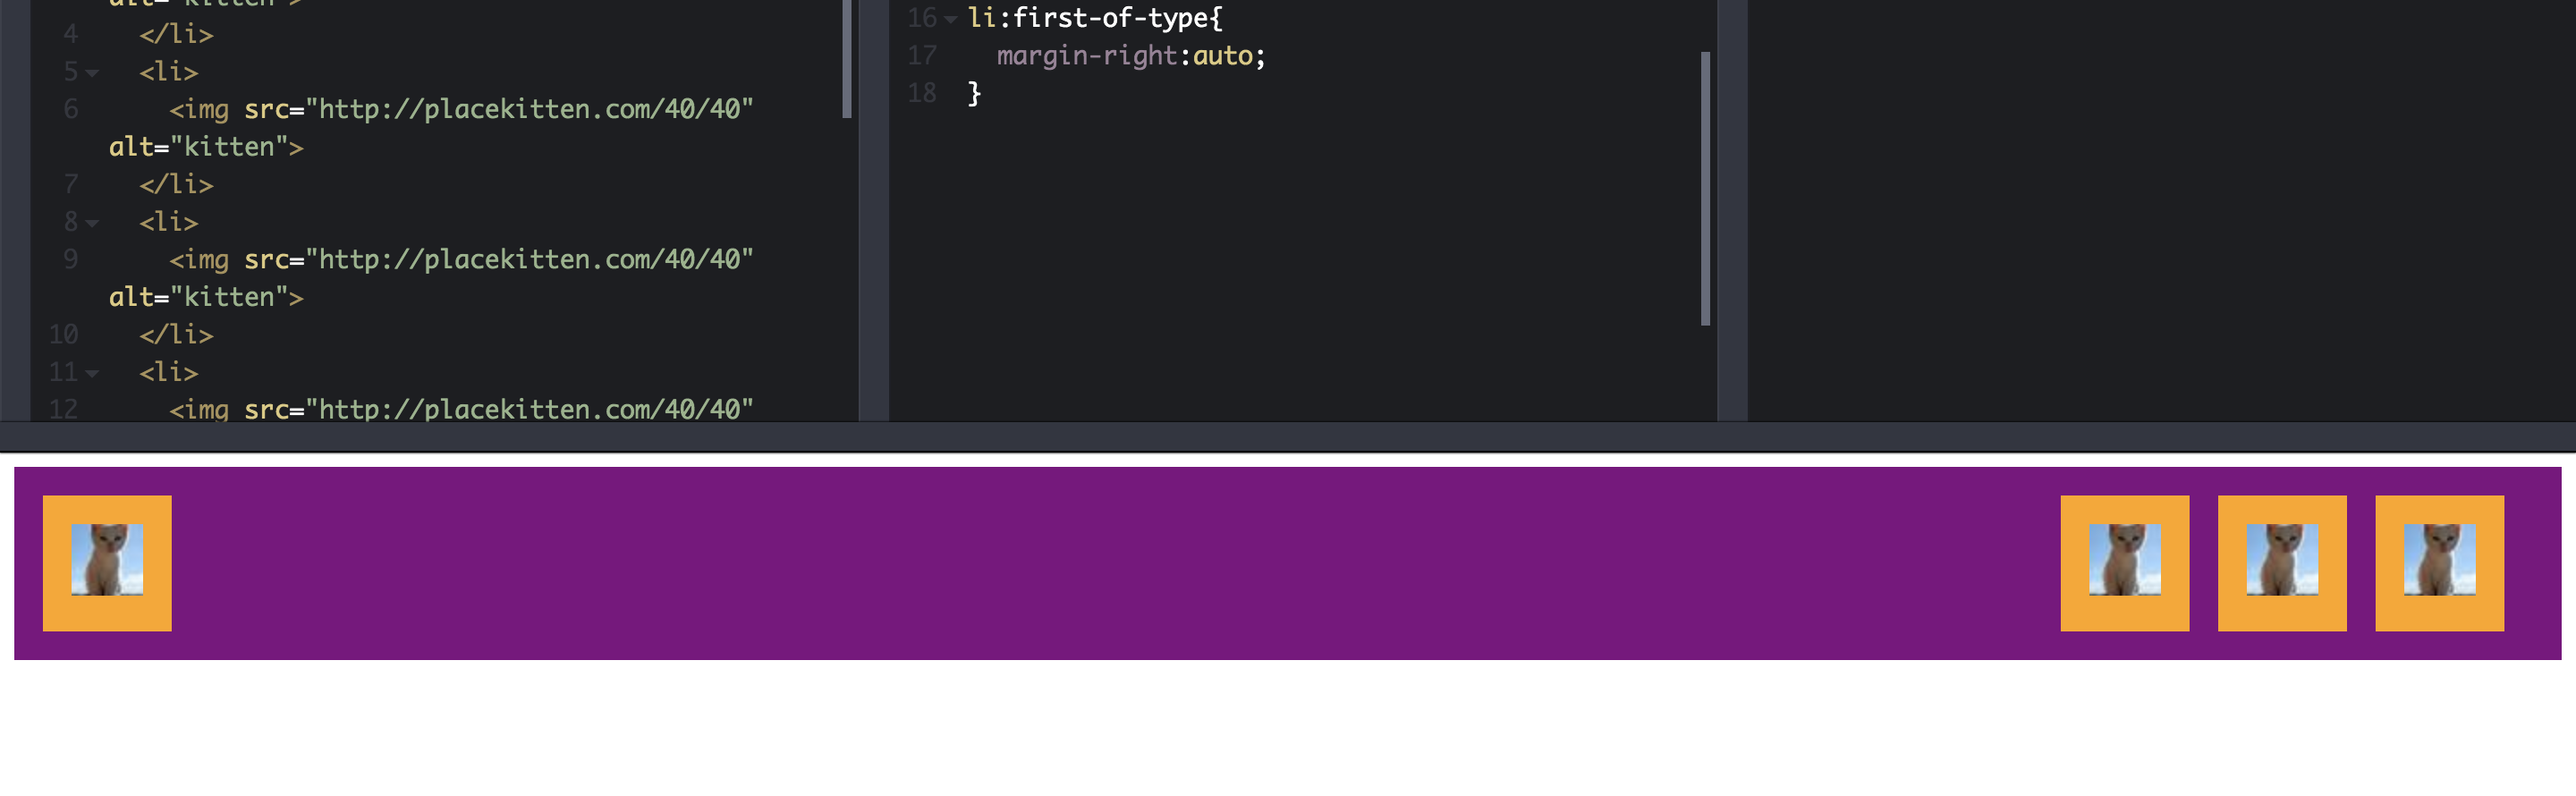 alt="kitten">
4 </li>
5 <li>
6 <img src="http://placekitten.com/40/40"
alt="kitten">
7 </li>
8 <li>
9 <img src="http://placekitten.com/40/40"
alt="kitten">
10 </li>
11 <li>
12 <img src="http://placekitten.com/40/40"
16 li:first-of-type{
17 margin-right:auto;
18 }